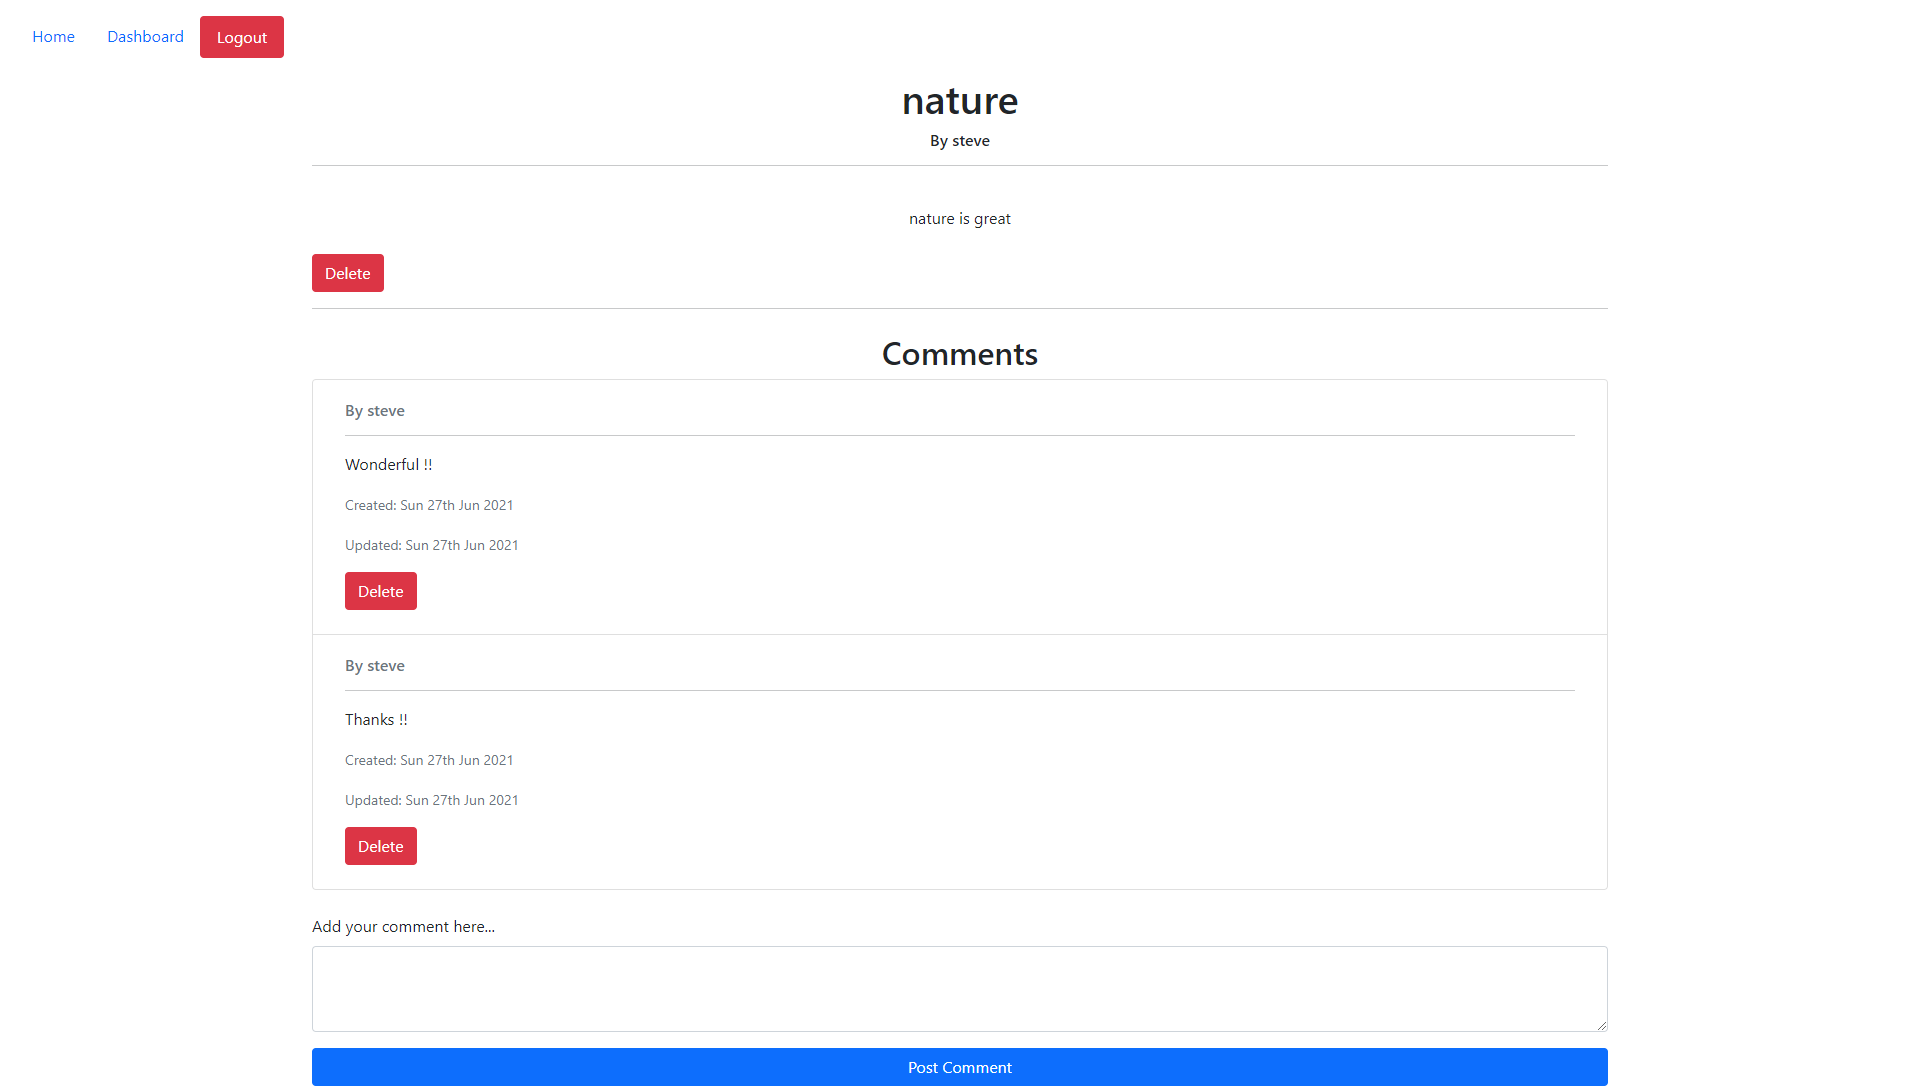 Home Dashboard Logout
nature
By steve
nature is great
Delete
Comments
By steve
Wonderful !!
Created: Sun 27th Jun 2021
Updated: Sun 27th Jun 2021
Delete
By steve
Thanks !!
Created: Sun 27th Jun 2021
Updated: Sun 27th Jun 2021
Delete
Add your comment here...
Post Comment